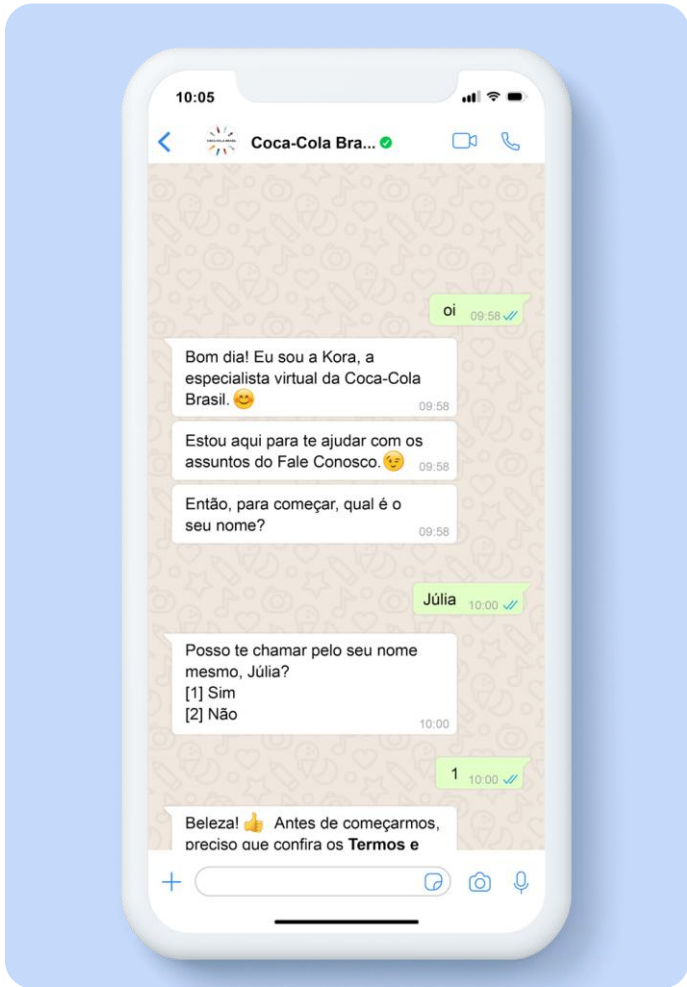 10:05
Coca-Cola Bra...
oi 09:58
Bom dia! Eu sou a Kora, a
especialista virtual da Coca-Cola
Brasil. 😊
09:58
Estou aqui para te ajudar com os
assuntos do Fale Conosco. 😉 09:58
Então, para começar, qual é o
seu nome?
09:58
Júlia 10:00
Posso te chamar pelo seu nome
mesmo, Júlia?
[1] Sim
[2] Não
10:00
1 10:00
Beleza! 👍 Antes de começarmos,
preciso que confira os Termos e